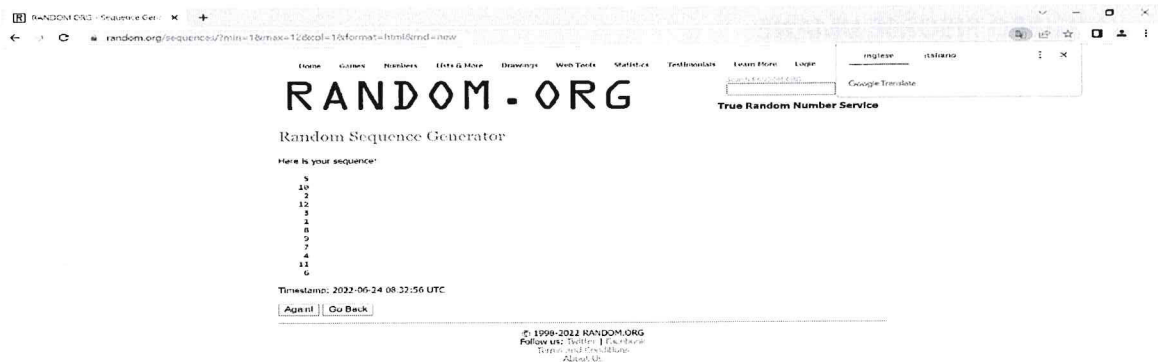 RANDOM.ORG - Sequence Gen
random.org/sequences/?min=1&max=12&col=1&format=html&rnd=new
inglese italiano
Google Translate
Home Games Numbers Lists & More Drawings Web Tools Statistics Testimonials Learn More Login
RANDOM.ORG
True Random Number Service
Random Sequence Generator
Here is your sequence:
5
10
2
12
3
1
8
9
7
4
11
6
Timestamp: 2022-06-24 08:32:56 UTC
Again! Go Back
© 1998-2022 RANDOM.ORG
Follow us: Twitter | Facebook
Terms and Conditions
About Us